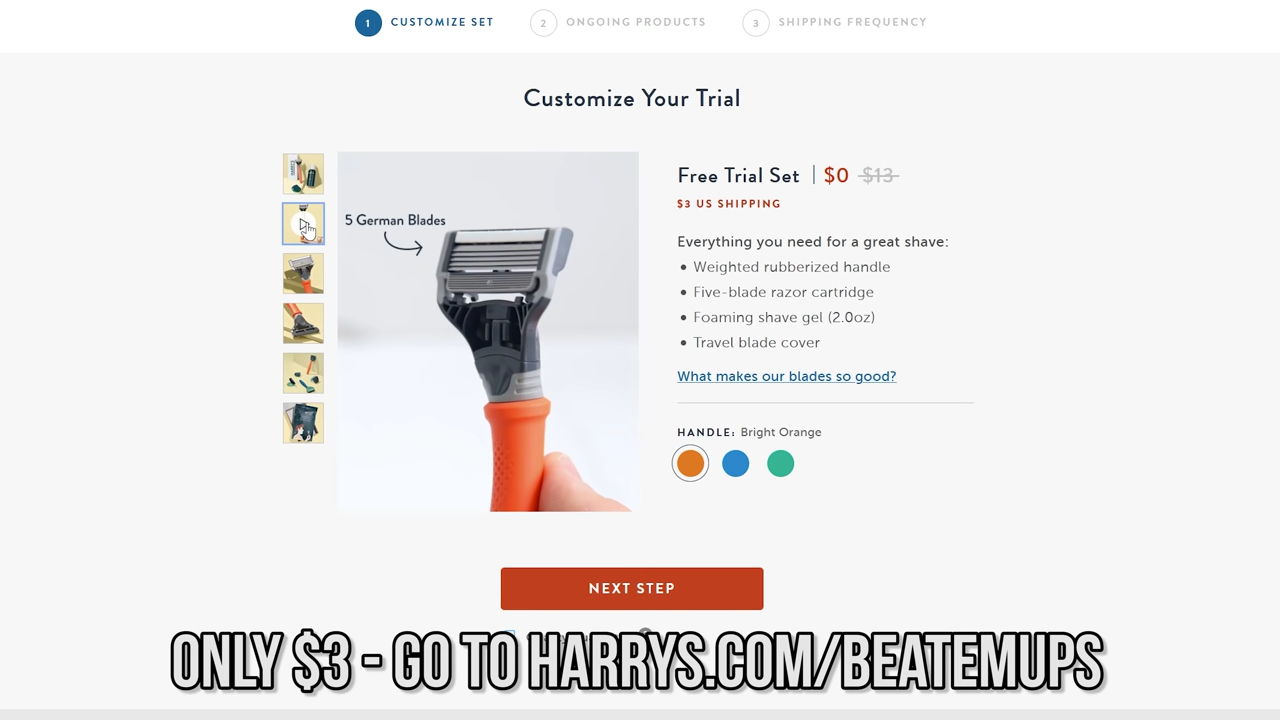 1 CUSTOMIZE SET 2 ONGOING PRODUCTS 3 SHIPPING FREQUENCY
Customize Your Trial
5 German Blades
Free Trial Set | $0 $13
$3 US SHIPPING
Everything you need for a great shave:
• Weighted rubberized handle
• Five-blade razor cartridge
• Foaming shave gel (2.0oz)
• Travel blade cover
What makes our blades so good?
HANDLE: Bright Orange
NEXT STEP
ONLY $3 - GO TO HARRYS.COM/BEATEMUPS